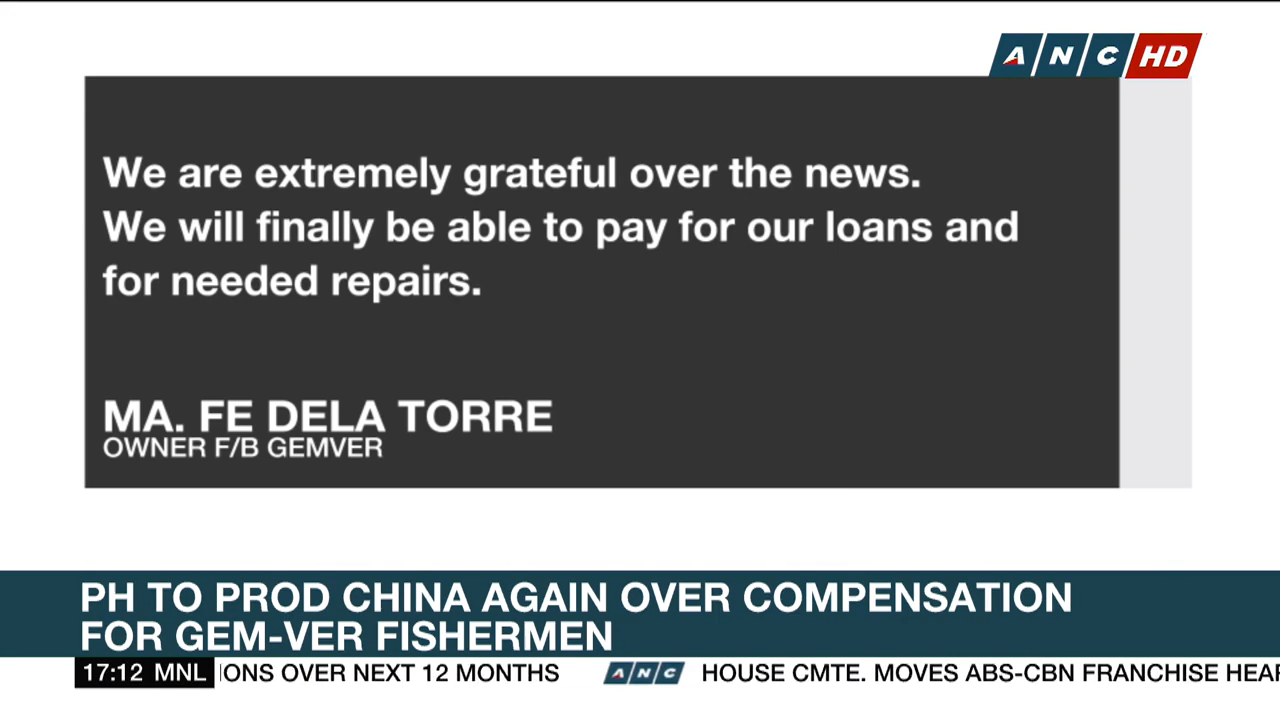 ANC HD
We are extremely grateful over the news.
We will finally be able to pay for our loans and
for needed repairs.
MA. FE DELA TORRE
OWNER F/B GEMVER
PH TO PROD CHINA AGAIN OVER COMPENSATION
FOR GEM-VER FISHERMEN
17:12 MNL IONS OVER NEXT 12 MONTHS ANC HOUSE CMTE. MOVES ABS-CBN FRANCHISE HEAR